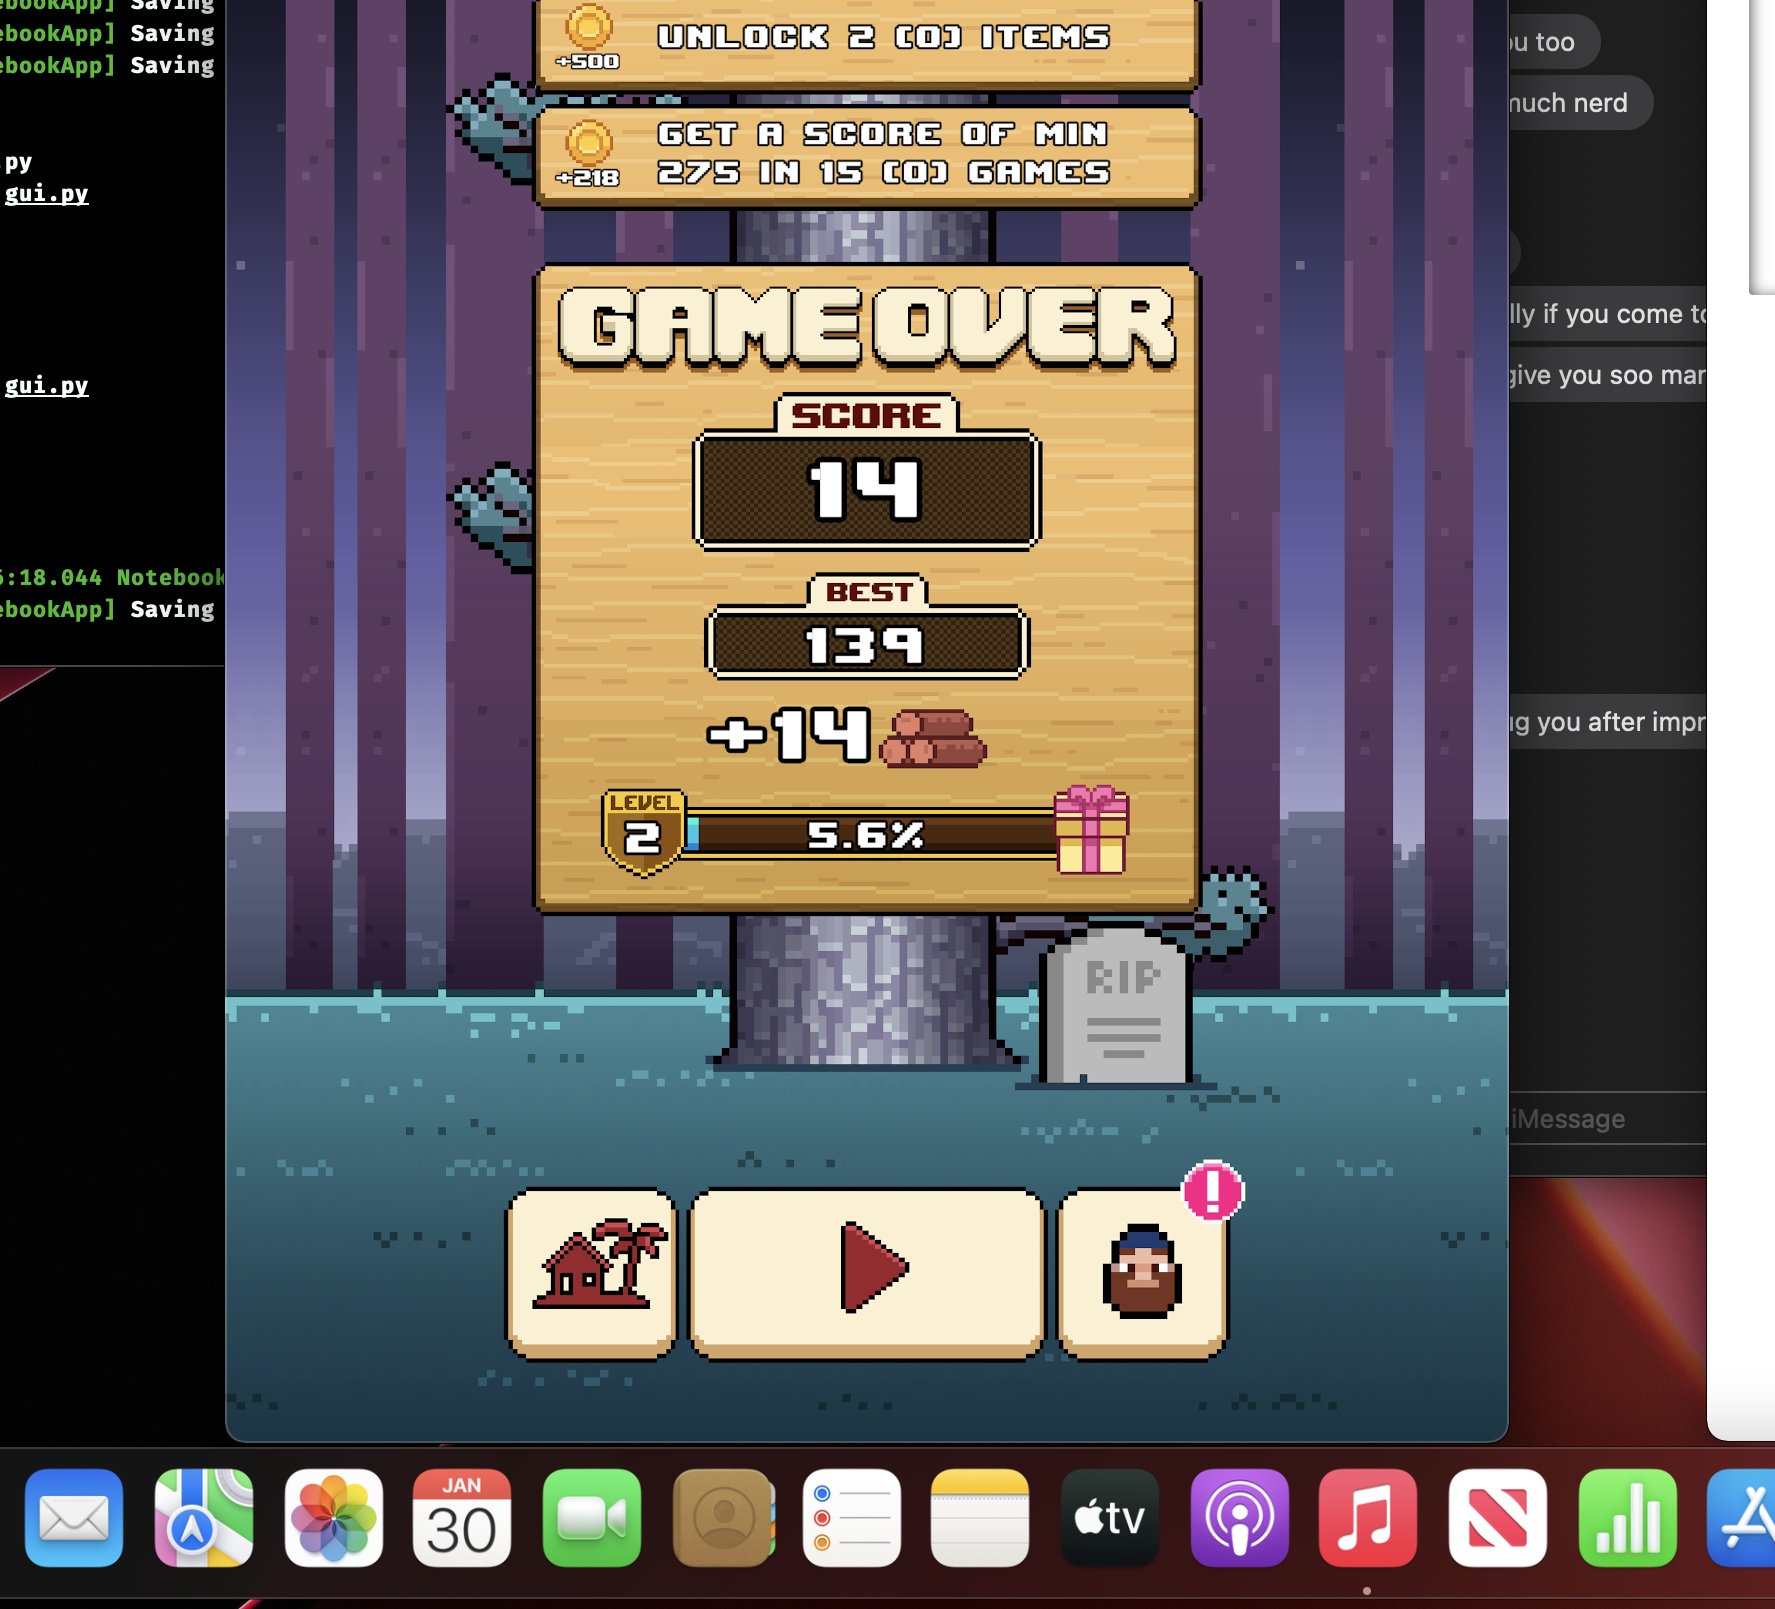 ebookApp] Saving
ebookApp] Saving
ebookApp] Saving
py
gui.py
gui.py
:18.044 Notebook
ebookApp] Saving
+500
UNLOCK 2 (0) ITEMS
+218
GET A SCORE OF MIN
275 IN 15 (0) GAMES
GAME OVER
SCORE
14
BEST
139
+14
LEVEL
2
5.6%
RIP
!
too
much nerd
lly if you come to
give you soo mar
you after impr
iMessage
JAN
30
tv